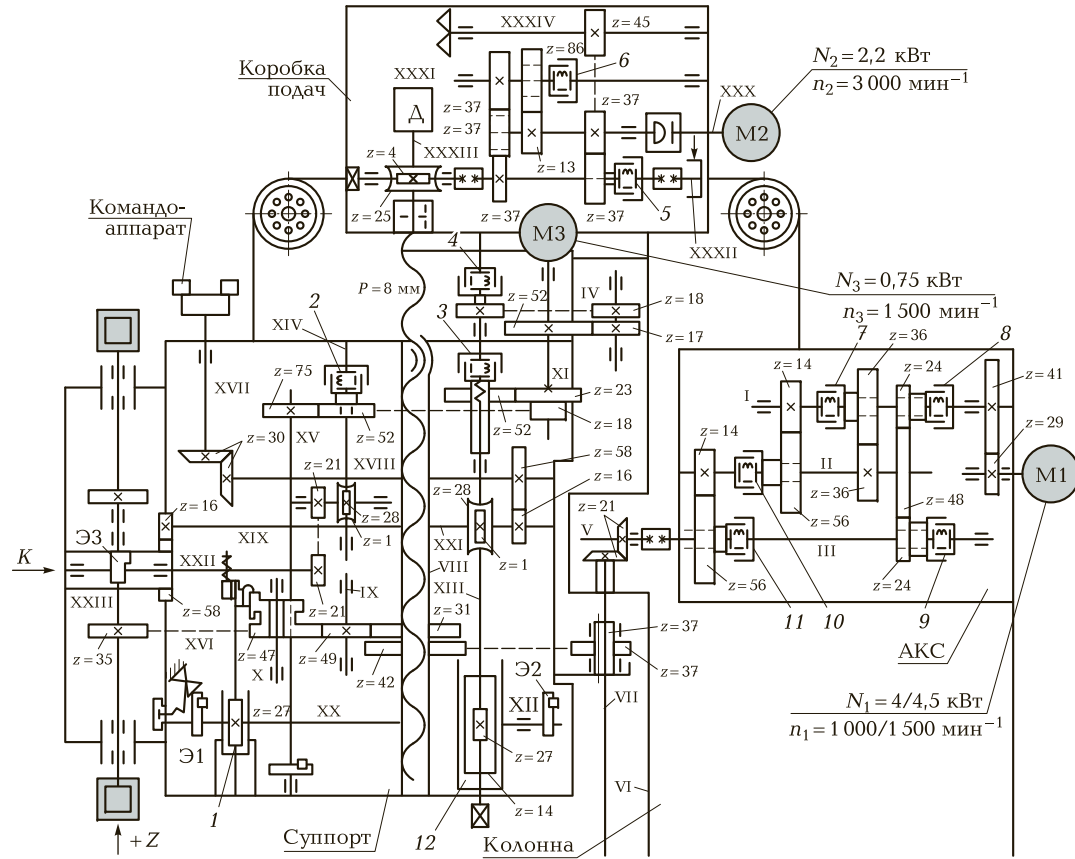 XXXIV
z=45
z=86
6
N₂=2,2 кВт
n₂=3 000 мин⁻¹
Коробка
подач
XXXI
Д
z=37
z=37
z=37
XXX
М2
z=4
XXXIII
z=13
z=25
5
z=37
z=37
XXXII
Командо-
аппарат
М3
4
P=8 мм
N₃=0,75 кВт
n₃=1 500 мин⁻¹
2
XIV
3
z=52
IV
z=18
z=17
7
z=36
8
z=14
z=24
z=41
XVII
z=75
XI
z=23
I
z=52
z=52
z=18
z=29
z=30
XV
z=14
z=58
II
М1
XVIII
z=21
z=16
z=16
z=28
z=28
z=21
z=36
z=48
V
Э3
XIX
z=1
XXI
z=1
z=56
III
K
XXII
VIII
XXIII
z=58
z=21
IX
XIII
z=56
z=24
z=31
11
10
9
z=35
XVI
z=47
z=49
z=37
z=37
X
z=42
АКС
Э2
Э1
z=27
XX
XII
VII
N₁=4/4,5 кВт
n₁=1 000/1 500 мин⁻¹
z=27
1
z=14
VI
+Z
Суппорт
12
Колонна